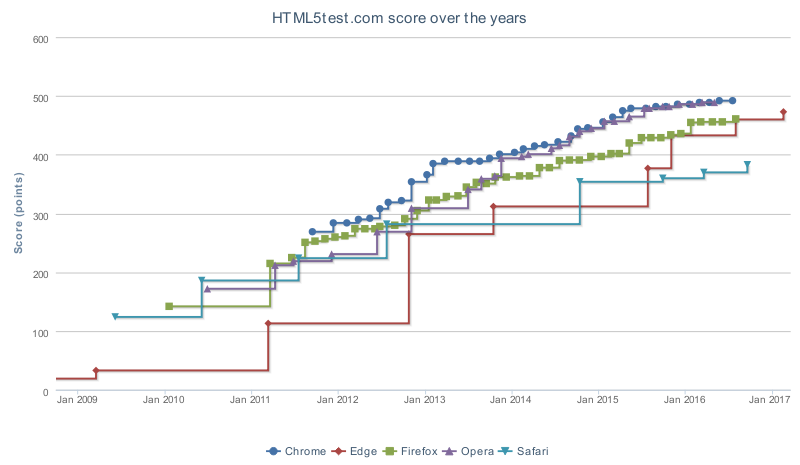 HTML5test.com score over the years
Score (points)
600
500
400
300
200
100
0
Jan 2009 Jan 2010 Jan 2011 Jan 2012 Jan 2013 Jan 2014 Jan 2015 Jan 2016 Jan 2017
Chrome Edge Firefox Opera Safari